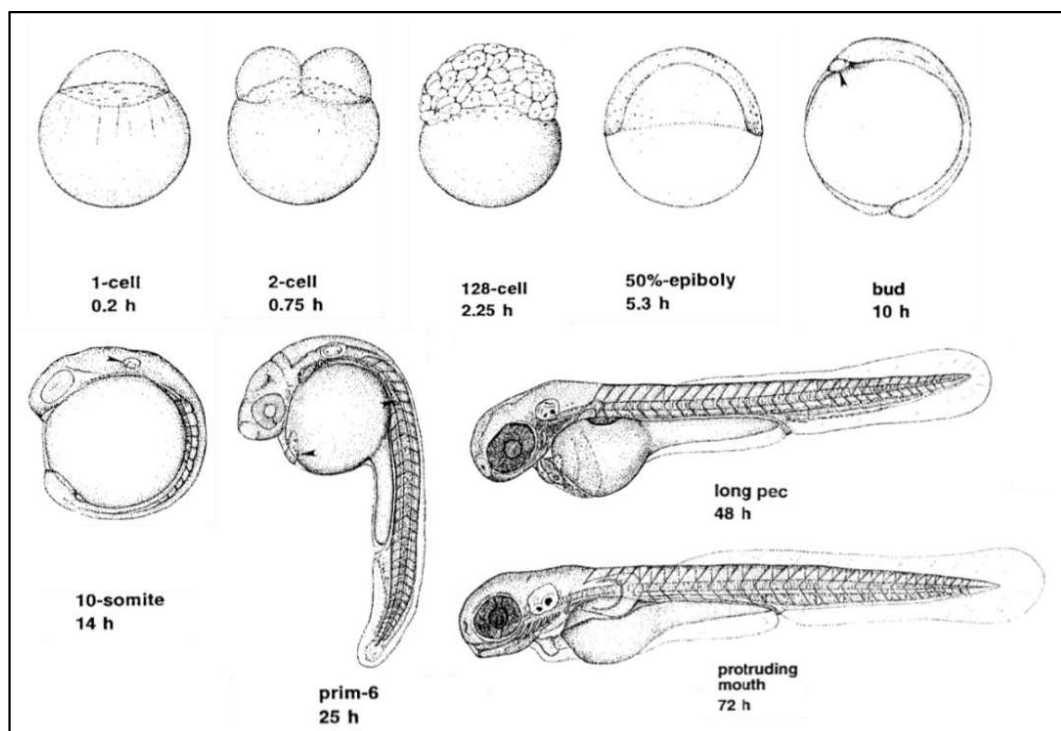 1-cell
0.2 h
2-cell
0.75 h
128-cell
2.25 h
50%-epiboly
5.3 h
bud
10 h
10-somite
14 h
prim-6
25 h
long pec
48 h
protruding
mouth
72 h